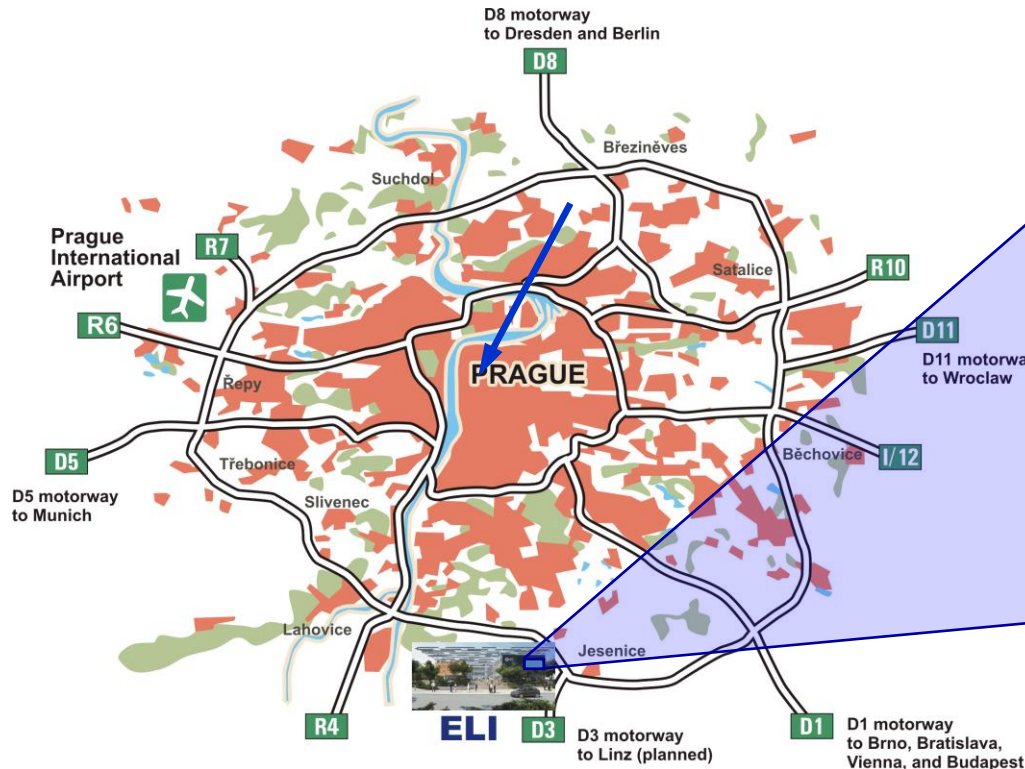 D8 motorway
to Dresden and Berlin
D8
Březiněves
Suchdol
Prague
International
Airport
R7
Satalice
R10
R6
D11
D11 motorwa
to Wroclaw
PRAGUE
Řepy
D5
Třebonice
Běchovice
I/12
D5 motorway
to Munich
Slivenec
Lahovice
Jesenice
R4
ELI
D3
D3 motorway
to Linz (planned)
D1
D1 motorway
to Brno, Bratislava,
Vienna, and Budapest